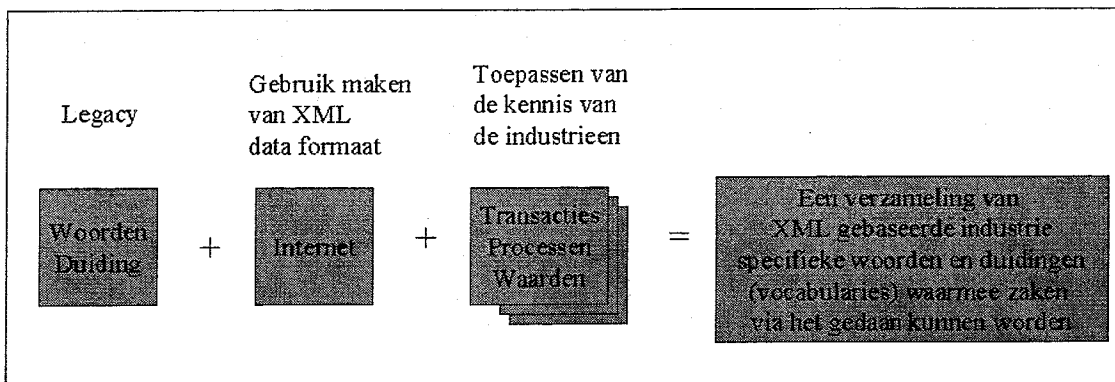 Legacy
Gebruik maken
van XML
data formaat
Toepassen van
de kennis van
de industrieen
Woorden
Duiding
+
Internet
+
Transacties
Processen
Waarden
=
Een verzameling van
XML gebaseerde industrie
specifieke woorden en duidingen
(vocabularies) waarmee zaken
via het gedaan kunnen worden